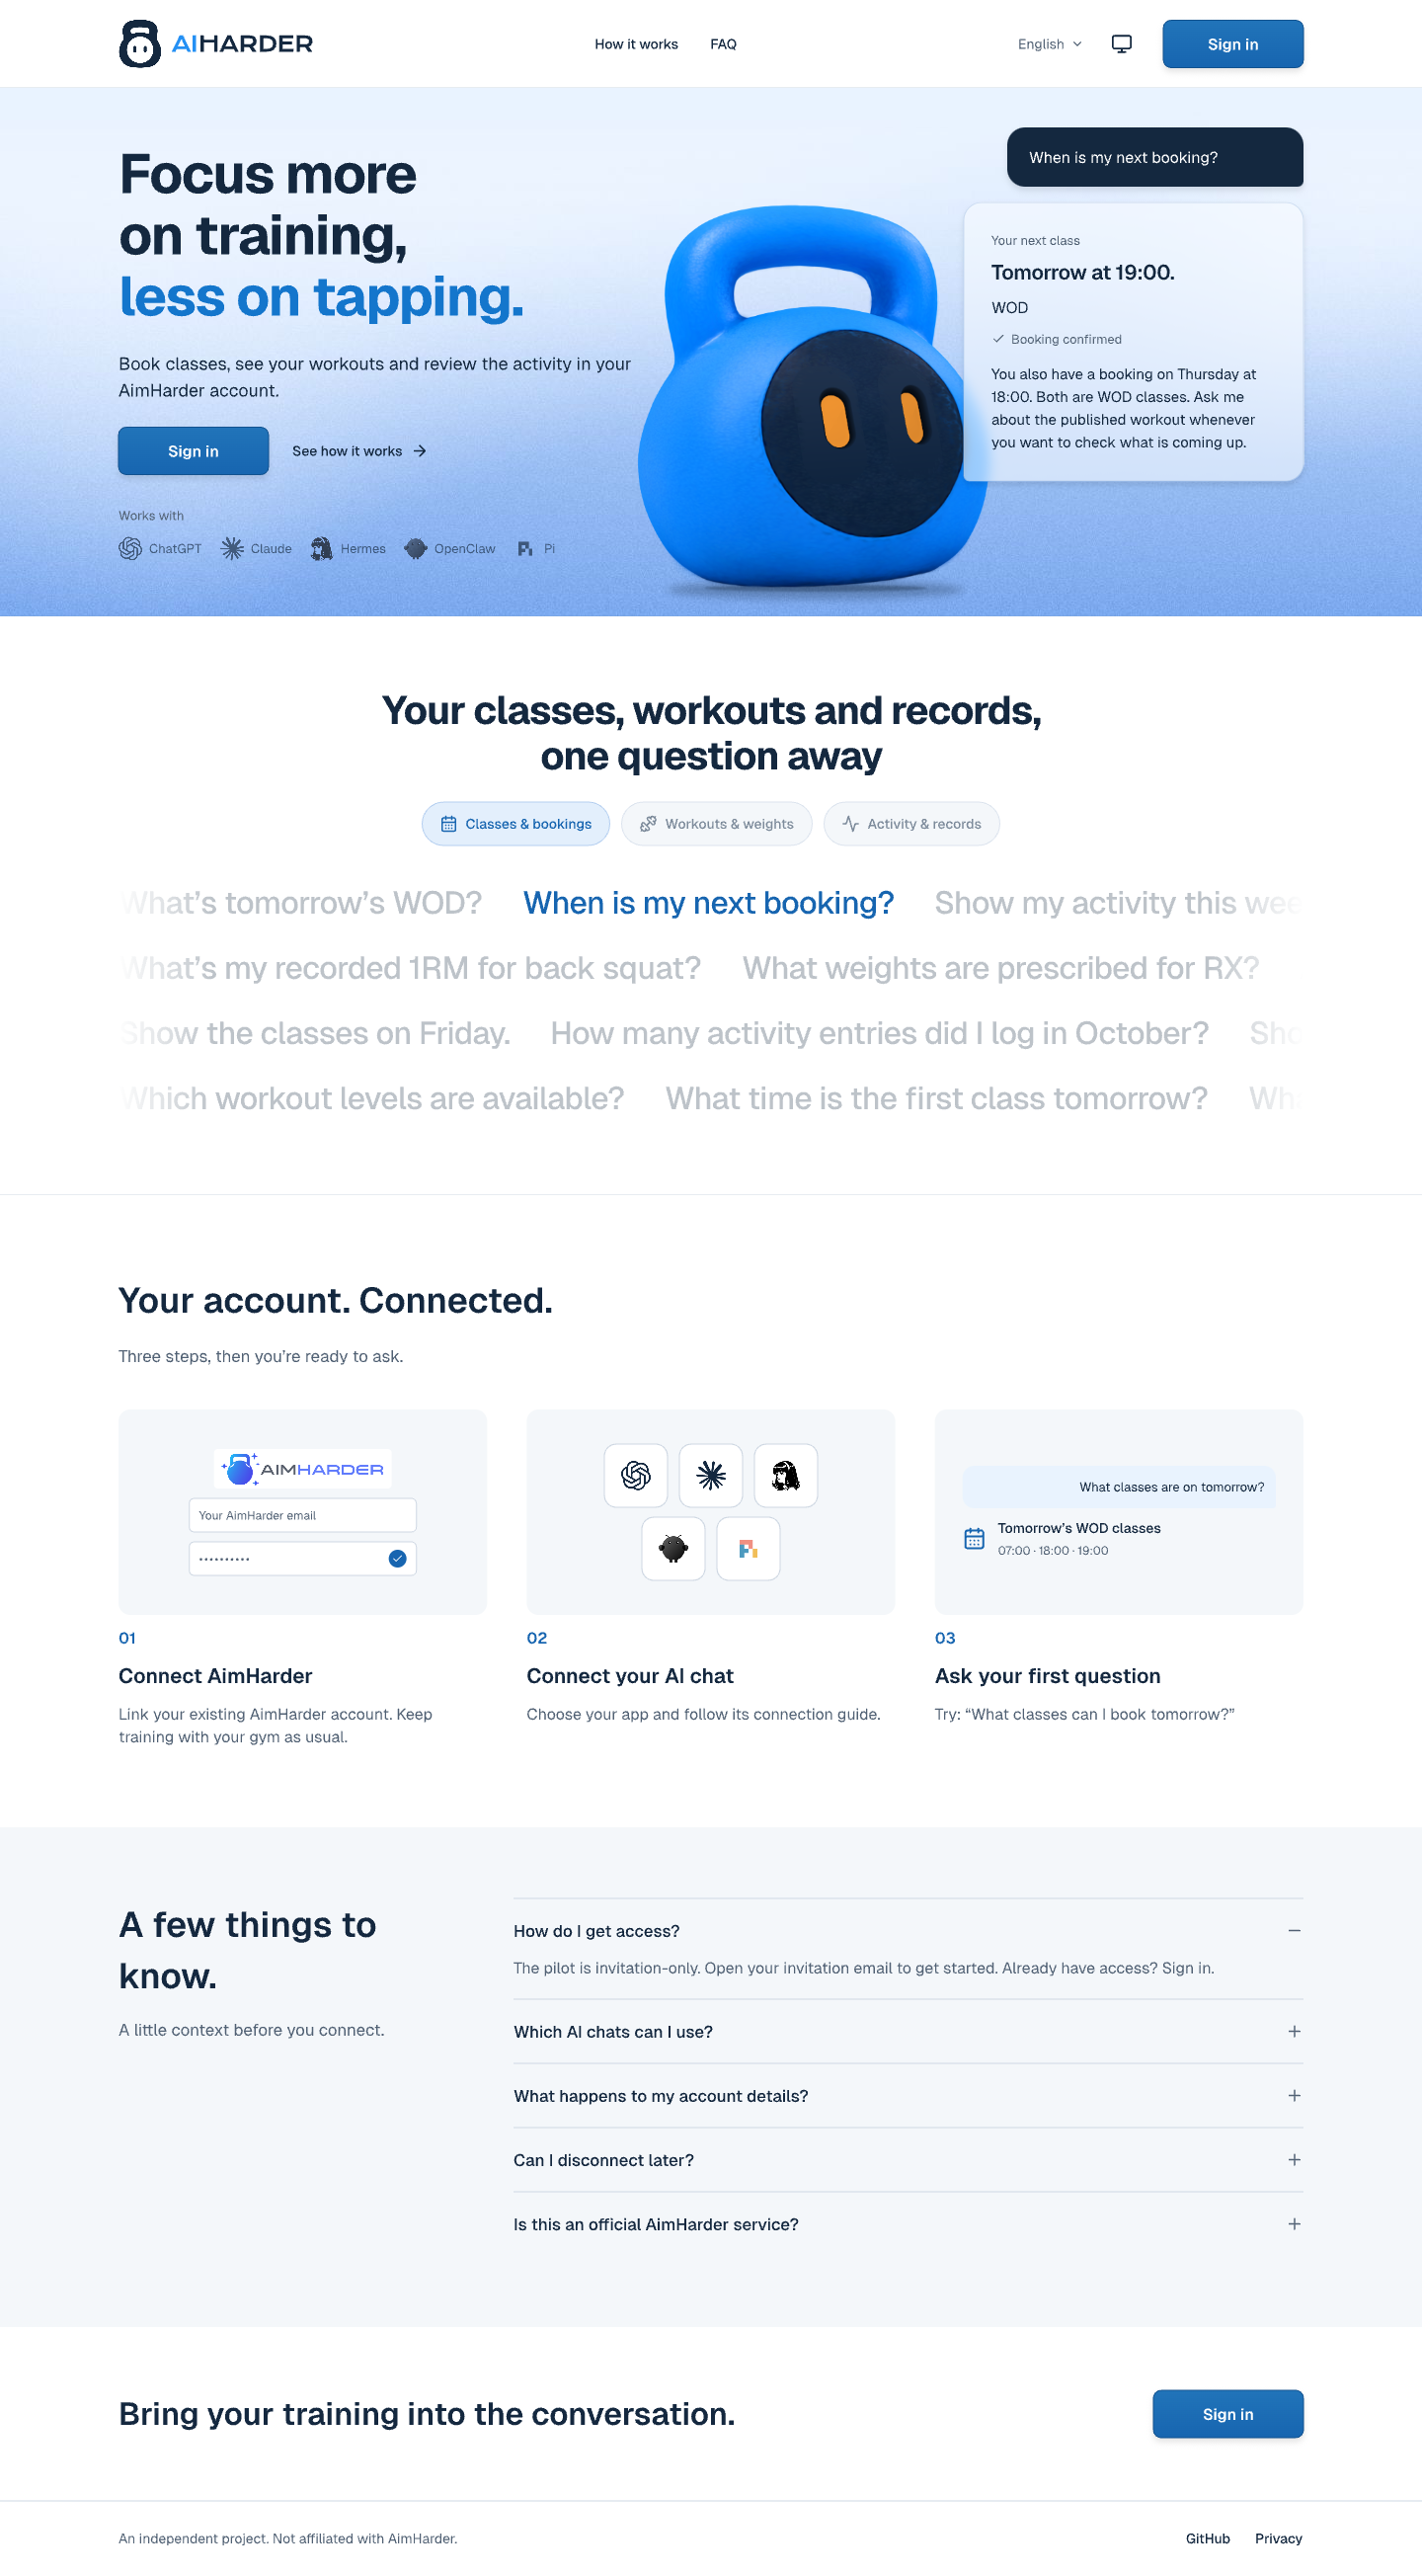 AIHARDER
How it works
FAQ
English
Sign in
Focus more
on training,
less on tapping.
Book classes, see your workouts and review the activity in your
AimHarder account.
Sign in
See how it works
Works with
ChatGPT
Claude
Hermes
OpenClaw
Pi
When is my next booking?
Your next class
Tomorrow at 19:00.
WOD
Booking confirmed
You also have a booking on Thursday at
18:00. Both are WOD classes. Ask me
about the published workout whenever
you want to check what is coming up.
Your classes, workouts and records,
one question away
Classes & bookings
Workouts & weights
Activity & records
What's tomorrow's WOD?
When is my next booking?
Show my activity this wee
What's my recorded 1RM for back squat?
What weights are prescribed for RX?
Show the classes on Friday.
How many activity entries did I log in October?
Sho
Which workout levels are available?
What time is the first class tomorrow?
Wha
Your account. Connected.
Three steps, then you're ready to ask.
AIMHARDER
Your AimHarder email
What classes are on tomorrow?
Tomorrow's WOD classes
07:00 · 18:00 · 19:00
01
Connect AimHarder
Link your existing AimHarder account. Keep
training with your gym as usual.
02
Connect your AI chat
Choose your app and follow its connection guide.
03
Ask your first question
Try: “What classes can I book tomorrow?”
A few things to
know.
A little context before you connect.
How do I get access?
The pilot is invitation-only. Open your invitation email to get started. Already have access? Sign in.
Which AI chats can I use?
What happens to my account details?
Can I disconnect later?
Is this an official AimHarder service?
Bring your training into the conversation.
Sign in
An independent project. Not affiliated with AimHarder.
GitHub
Privacy